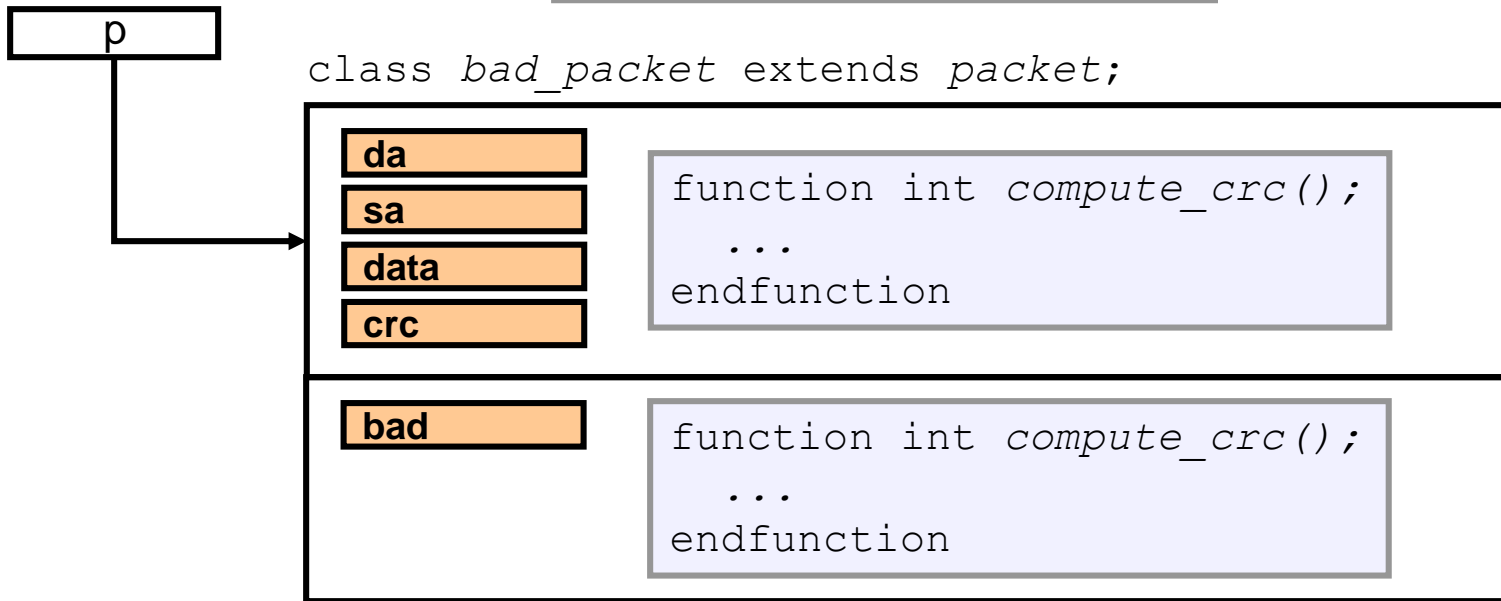 p
class bad_packet extends packet;
da
sa
data
crc
function int compute_crc();
...
endfunction
bad
function int compute_crc();
...
endfunction